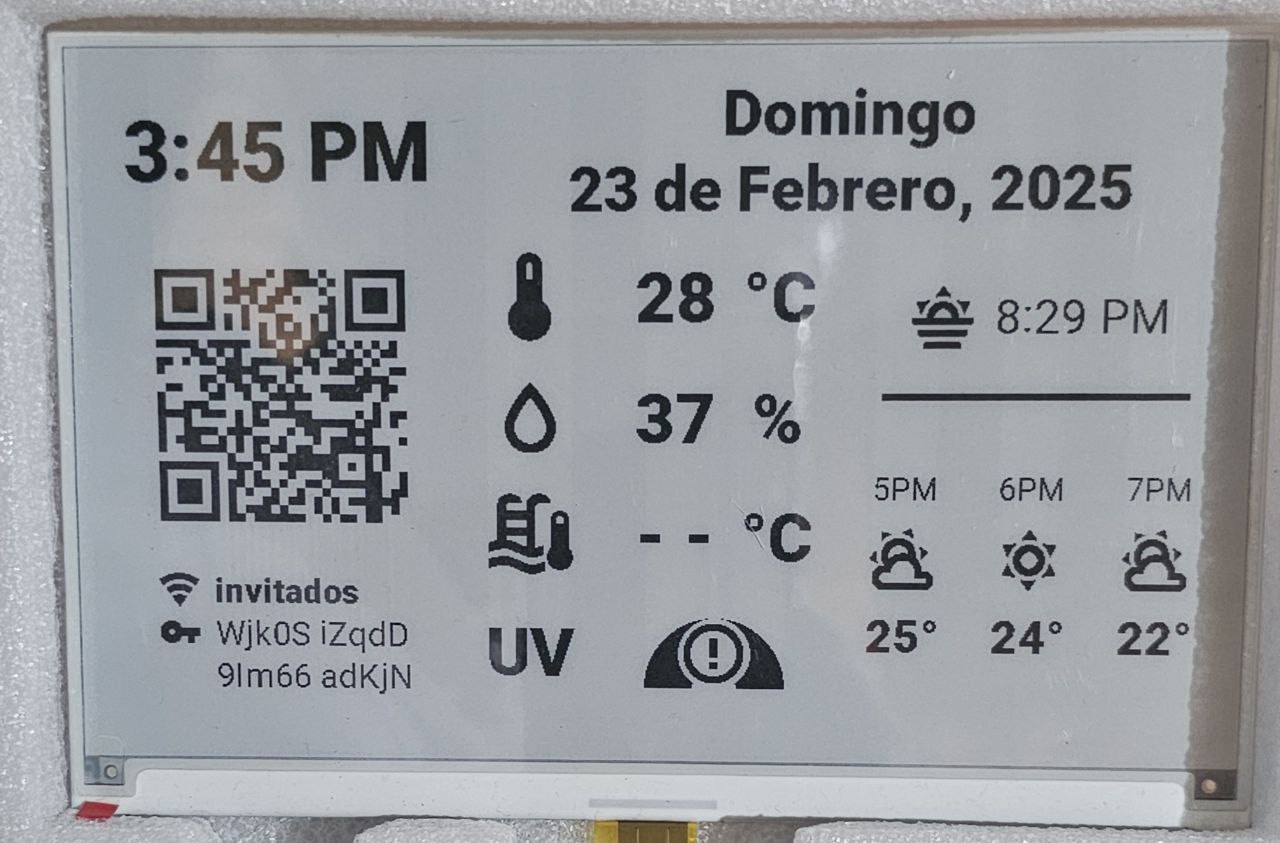 3:45 PM
Domingo
23 de Febrero, 2025
28 °C
8:29 PM
37 %
- - °C
5PM 6PM 7PM
25° 24° 22°
UV
invitados
Wjk0S iZqdD
9lm66 adKjN